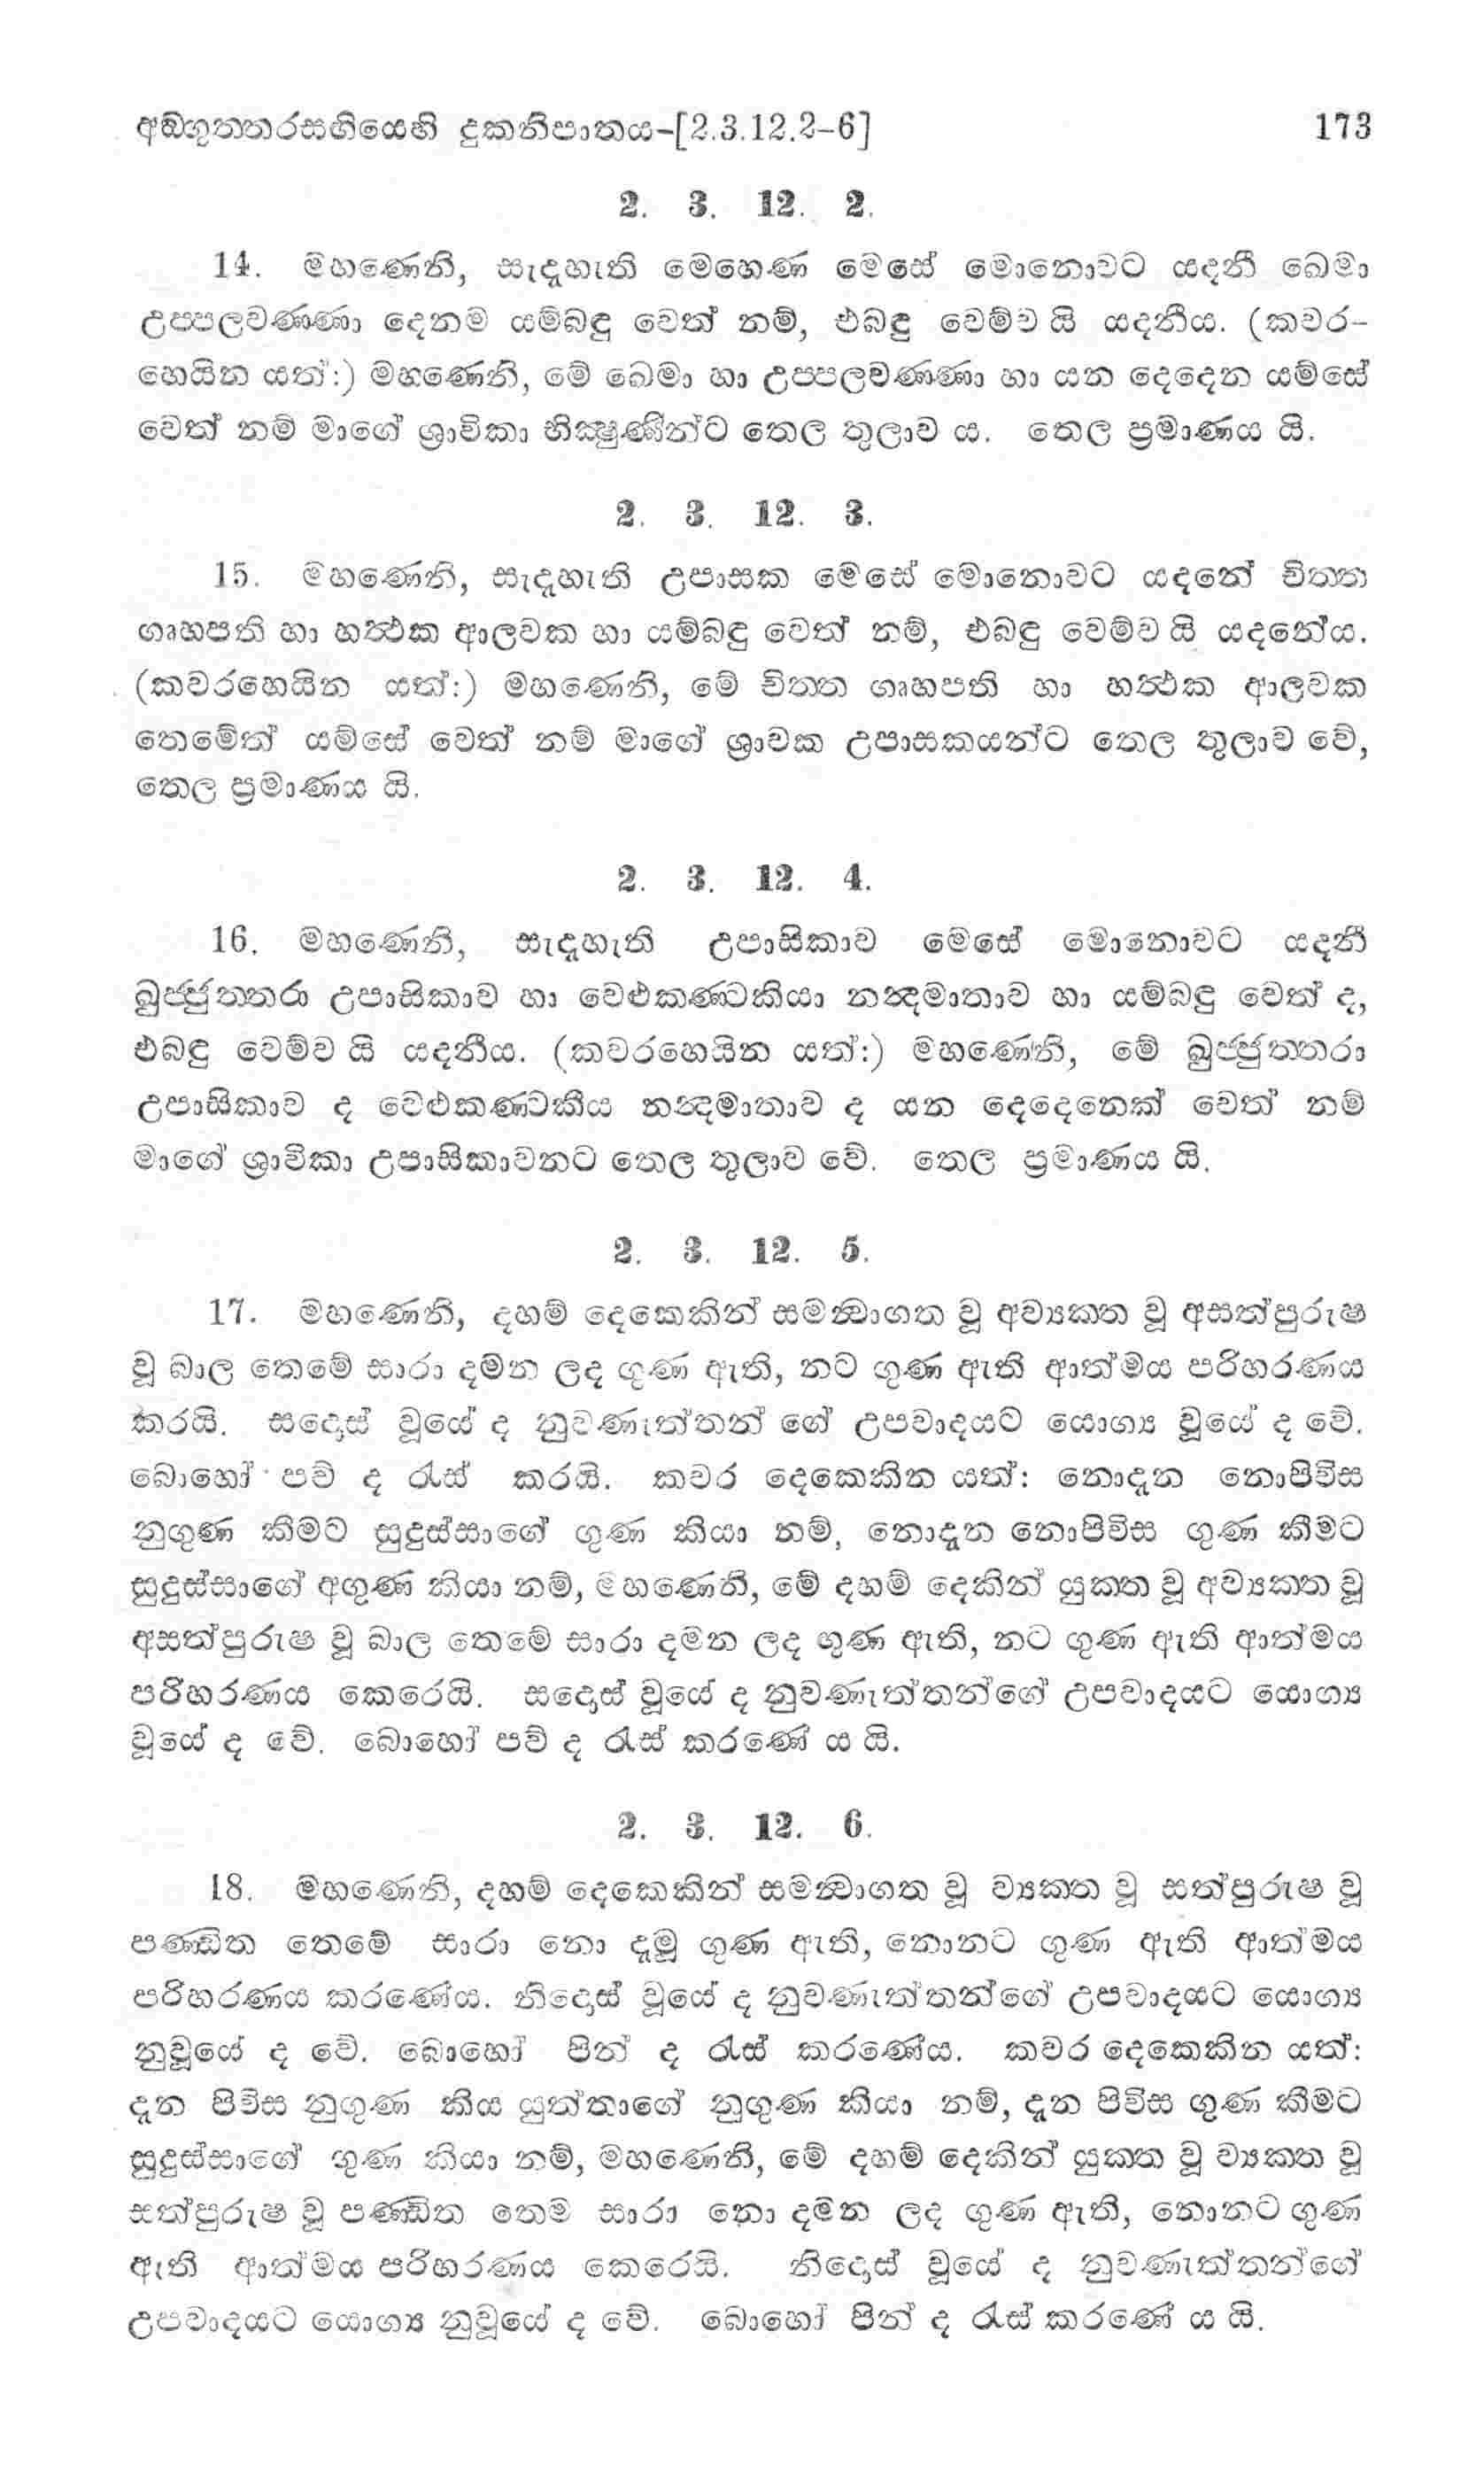 අඞ්ගුත්තරසඟියෙහි දුකනිපාතය-[2.3.12.2-6] 173
2. 3. 12. 2.
14. මහණෙනි, සැදෑහැති මෙහෙණ මෙසේ මොනොවට යදනී ඛෙමා
උප්පලවණ්ණා දෙනම යම්බඳු වෙත් නම්, එබඳු වෙම්ව යි යදනීය. (කවර-
හෙයින යත්:) මහණෙනි, මේ ඛෙමා හා උප්පලවණ්ණා හා යන දෙදෙන යම්සේ
වෙත් නම් මාගේ ශ්‍රාවිකා භික්‍ෂුණීන්ට තෙල තුලාව ය. තෙල ප්‍රමාණය යි.
2. 3. 12. 3.
15. මහණෙනි, සැදෑහැති උපාසක මෙසේ මොනොවට යදනේ චිත්ත
ගෘහපති හා හත්‍ථක ආලවක හා යම්බඳු වෙත් නම්, එබඳු වෙම්ව යි යදනේය.
(කවරහෙයින යත්:) මහණෙනි, මේ චිත්ත ගෘහපති හා හත්‍ථක ආලවක
තෙමේත් යම්සේ වෙත් නම් මාගේ ශ්‍රාවක උපාසකයන්ට තෙල තුලාව වේ,
තෙල ප්‍රමාණය යි.
2. 3. 12. 4.
16. මහණෙනි, සැදෑහැති උපාසිකාව මෙසේ මොනොවට යදනී
ඛුජ්ජුත්තරා උපාසිකාව හා වෙළුකණ්ටකියා නන්‍දමාතාව හා යම්බඳු වෙත් ද,
එබඳු වෙම්ව යි යදනීය. (කවරහෙයින යත්:) මහණෙනි, මේ ඛුජ්ජුත්තරා
උපාසිකාව ද වෙළුකණ්ටකීය නන්‍දමාතාව ද යන දෙදෙනෙක් වෙත් නම්
මාගේ ශ්‍රාවිකා උපාසිකාවනට තෙල තුලාව වේ. තෙල ප්‍රමාණය යි.
2. 3. 12. 5.
17. මහණෙනි, දහම් දෙකෙකින් සමන්‍වාගත වූ අව්‍යක්ත වූ අසත්පුරුෂ
වූ බාල තෙමේ සාරා දමන ලද ගුණ ඇති, නට ගුණ ඇති ආත්මය පරිහරණය
කරයි. සදොස් වූයේ ද නුවණැත්තන් ගේ උපවාදයට යොග්‍ය වූයේ ද වේ.
බොහෝ පව් ද රැස් කරයි. කවර දෙකෙකින යත්: නොදැන නොපිවිස
නුගුණ කීමට සුදුස්සාගේ ගුණ කියා නම්, නොදැන නොපිවිස ගුණ කීමට
සුදුස්සාගේ අගුණ කියා නම්, මහණෙනි, මේ දහම් දෙකින් යුක්ත වූ අව්‍යක්ත වූ
අසත්පුරුෂ වූ බාල තෙමේ සාරා දමන ලද ගුණ ඇති, නට ගුණ ඇති ආත්මය
පරිහරණය කෙරෙයි. සදොස් වූයේ ද නුවණැත්තන්ගේ උපවාදයට යොග්‍ය
වූයේ ද වේ. බොහෝ පව් ද රැස් කරණේ ය යි.
2. 3. 12. 6.
18. මහණෙනි, දහම් දෙකෙකින් සමන්‍වාගත වූ ව්‍යක්ත වූ සත්පුරුෂ වූ
පණ්ඩිත තෙමේ සාරා නො දැමූ ගුණ ඇති, නොනට ගුණ ඇති ආත්මය
පරිහරණය කරණේය. නිදොස් වූයේ ද නුවණැත්තන්ගේ උපවාදයට යොග්‍ය
නුවූයේ ද වේ. බොහෝ පින් ද රැස් කරණේය. කවර දෙකෙකින යත්:
දැන පිවිස නුගුණ කිය යුත්තාගේ නුගුණ කියා නම්, දැන පිවිස ගුණ කීමට
සුදුස්සාගේ ගුණ කියා නම්, මහණෙනි, මේ දහම් දෙකින් යුක්ත වූ ව්‍යක්ත වූ
සත්පුරුෂ වූ පණ්ඩිත තෙම සාරා නො දමන ලද ගුණ ඇති, නොනට ගුණ
ඇති ආත්මය පරිහරණය කෙරෙයි. නිදොස් වූයේ ද නුවණැත්තන්ගේ
උපවාදයට යොග්‍ය නුවූයේ ද වේ. බොහෝ පින් ද රැස් කරණේ ය යි.